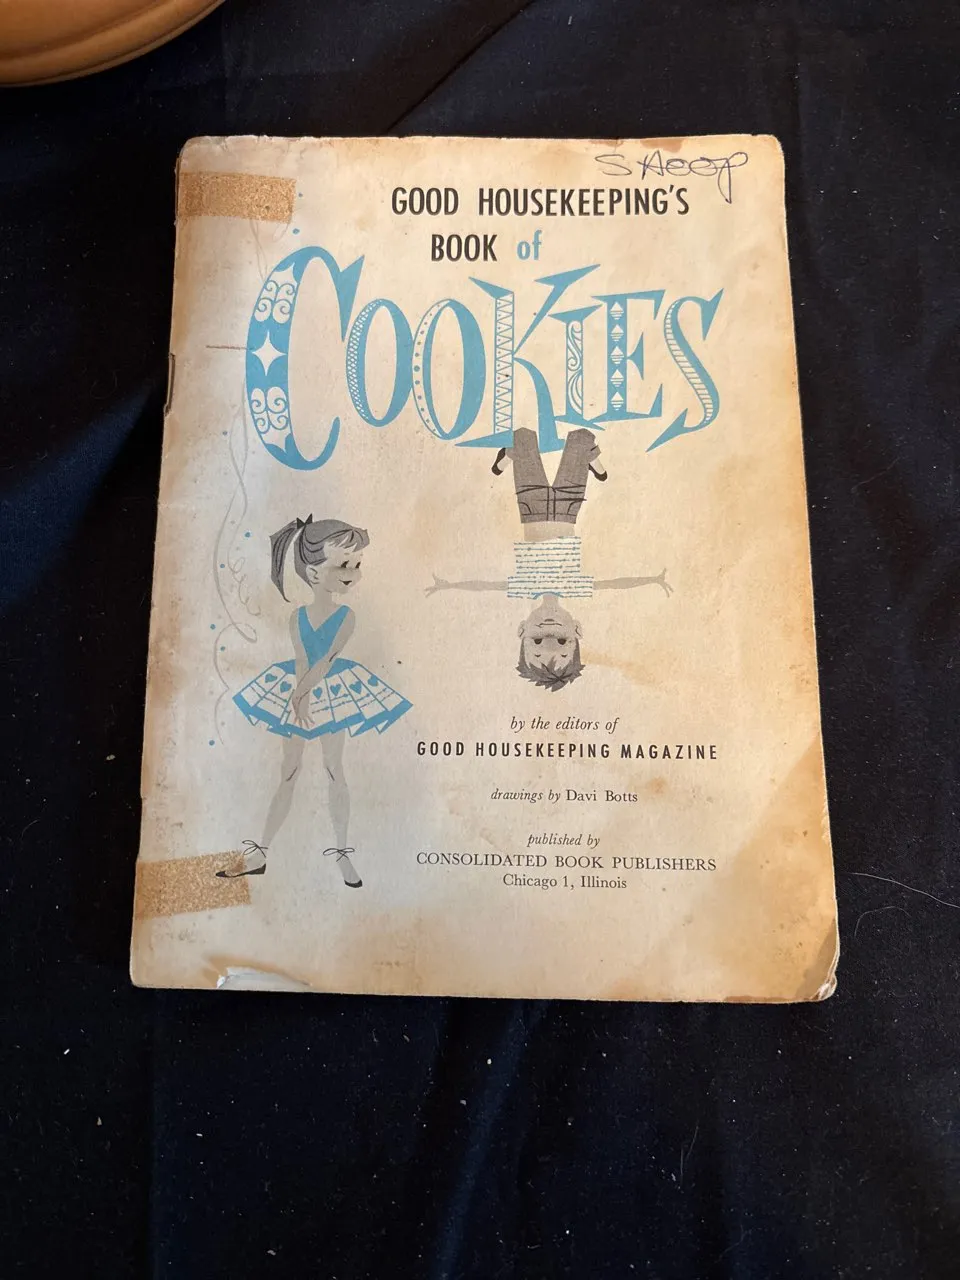 GOOD HOUSEKEEPING'S
BOOK of
COOKIES
by the editors of
GOOD HOUSEKEEPING MAGAZINE
drawings by Davi Botts
published by
CONSOLIDATED BOOK PUBLISHERS
Chicago 1, Illinois